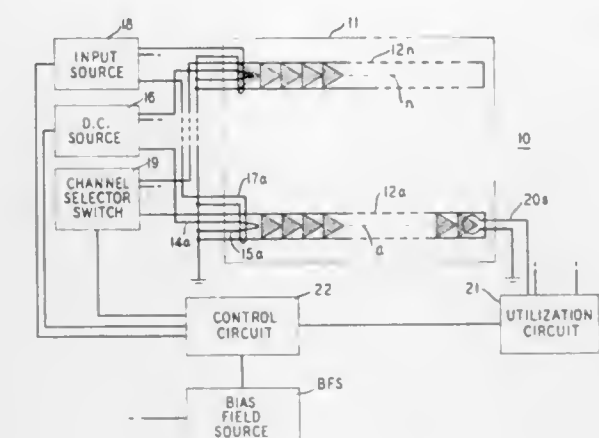 18
11
INPUT
SOURCE
12n
n
16
D.C.
SOURCE
10
19
CHANNEL
SELECTOR
SWITCH
17a
12a
20a
14a
a
15a
22
21
CONTROL
CIRCUIT
UTILIZATION
CIRCUIT
BFS
BIAS
FIELD
SOURCE